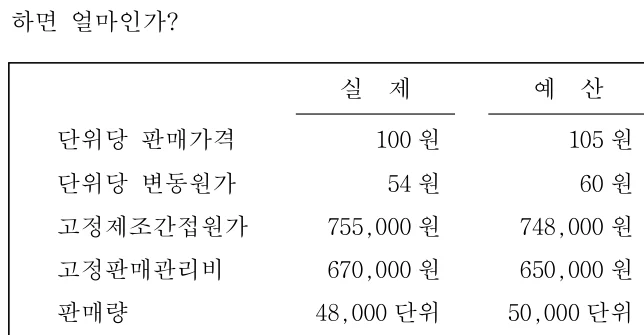 하면 얼마인가?
실 제 예 산
단위당 판매가격 100 원 105 원
단위당 변동원가 54 원 60 원
고정제조간접원가 755,000 원 748,000 원
고정판매관리비 670,000 원 650,000 원
판매량 48,000 단위 50,000 단위